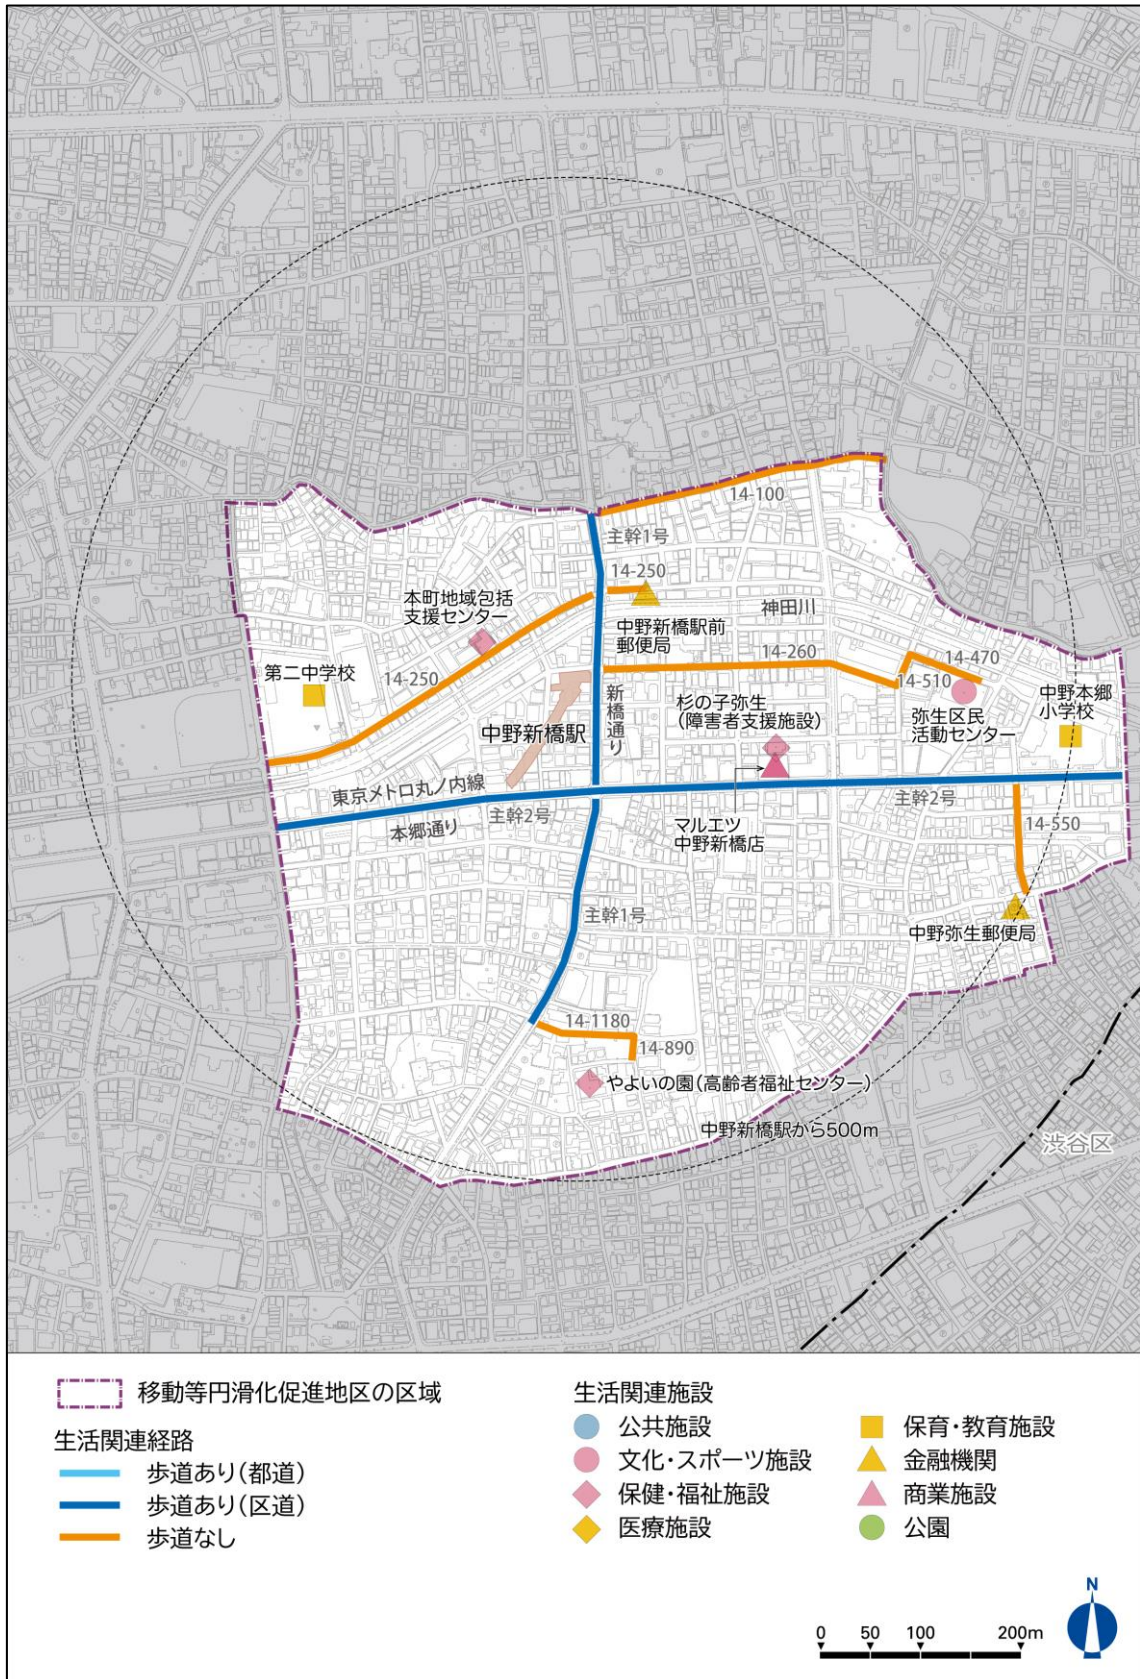 14-100
主幹1号
14-250
本町地域包括
支援センター
神田川
中野新橋駅前
郵便局
14-260
14-470
第二中学校
14-250
14-510
中野本郷
小学校
新橋通り
杉の子弥生
(障害者支援施設)
弥生区民
活動センター
中野新橋駅
東京メトロ丸ノ内線
主幹2号
主幹2号
本郷通り
マルエツ
中野新橋店
14-550
主幹1号
中野弥生郵便局
14-1180
14-890
やよいの園(高齢者福祉センター)
中野新橋駅から500m
渋谷区
移動等円滑化促進地区の区域
生活関連経路
歩道あり(都道)
歩道あり(区道)
歩道なし
生活関連施設
公共施設
文化・スポーツ施設
保健・福祉施設
医療施設
保育・教育施設
金融機関
商業施設
公園
N
0 50 100 200m